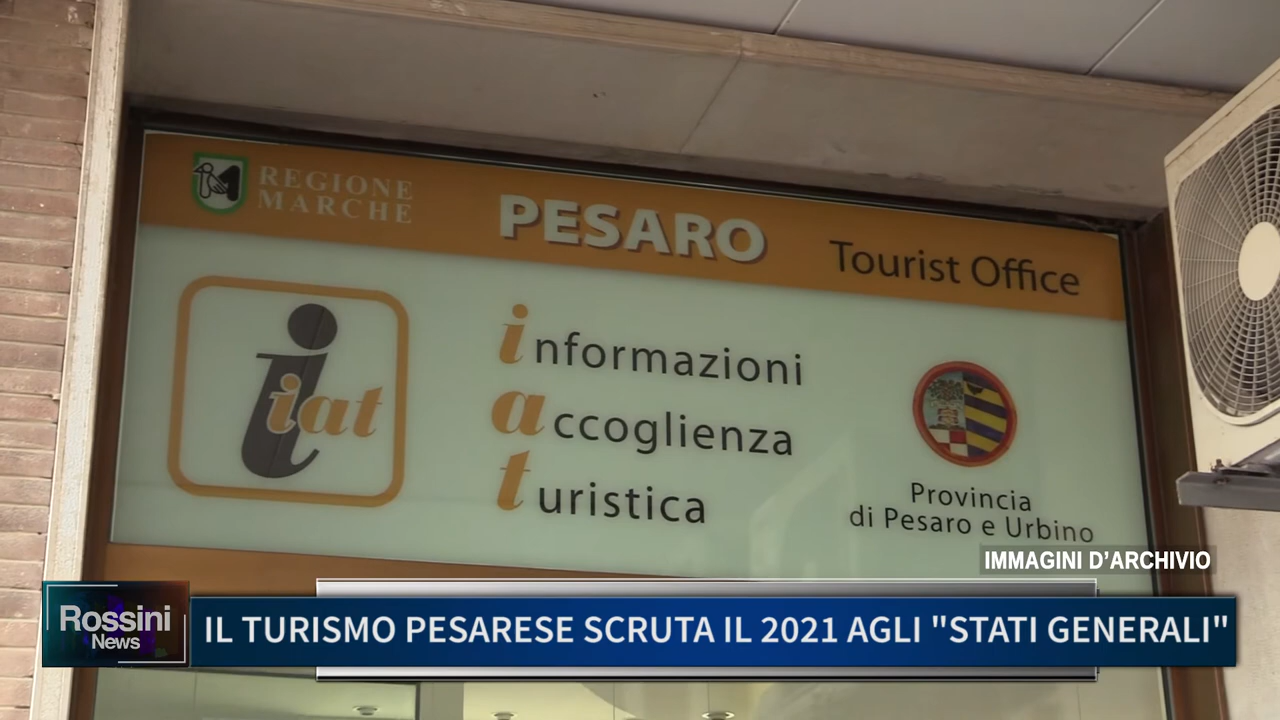 REGIONE
MARCHE
PESARO
Tourist Office
iat
informazioni
accoglienza
turistica
Provincia
di Pesaro e Urbino
IMMAGINI D'ARCHIVIO
Rossini
News
IL TURISMO PESARESE SCRUTA IL 2021 AGLI "STATI GENERALI"